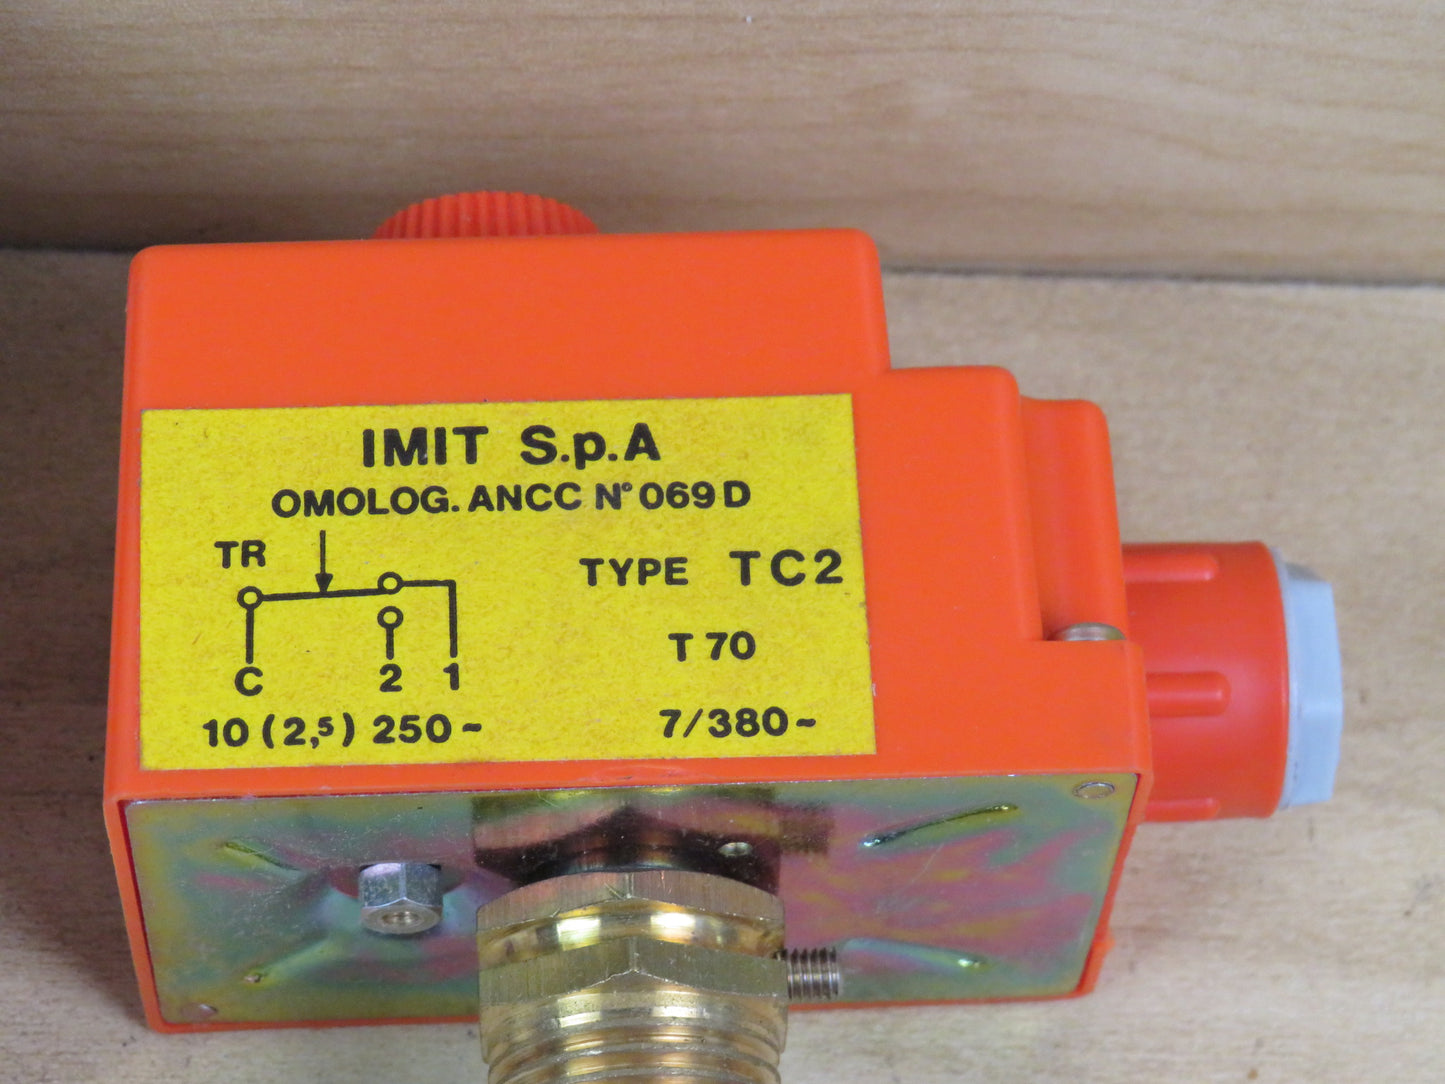 IMIT S.p.A
OMOLOG. ANCC N° 069 D
TR
TYPE TC2
T 70
C 2 1
10 (2,5) 250~ 7/380~